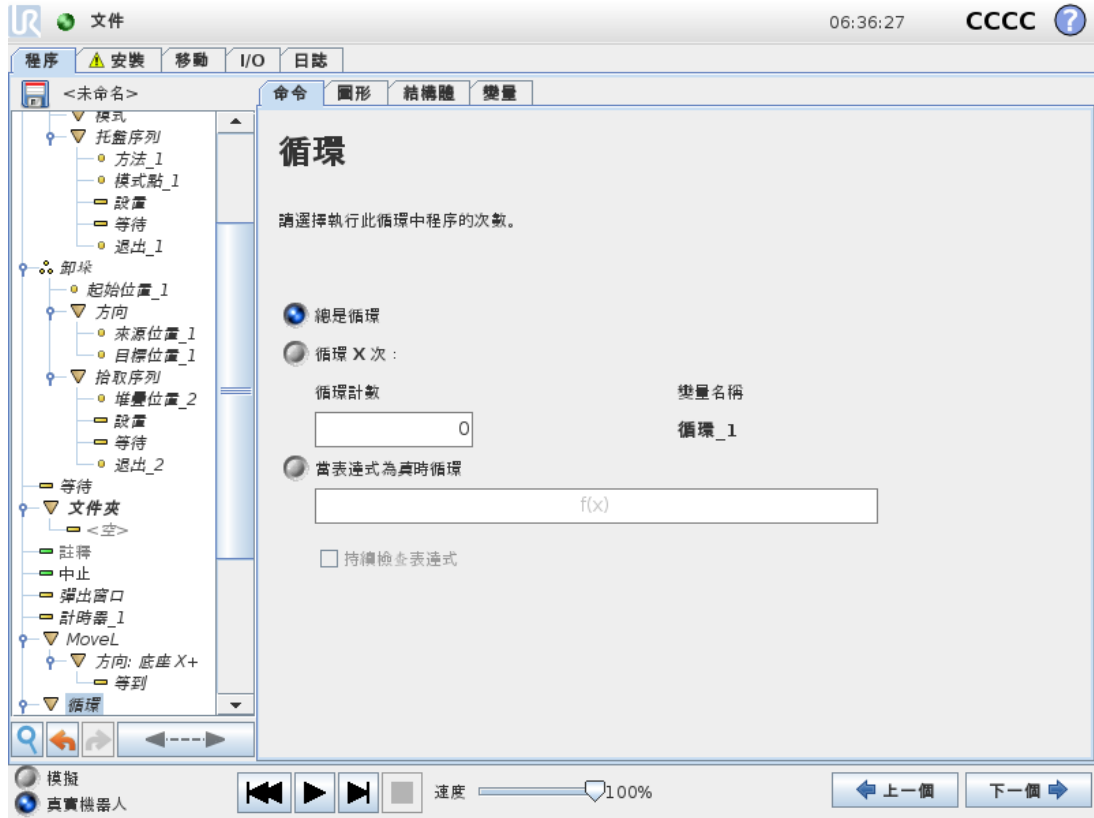 UR 文件 06:36:27 CCCC ?
程序 安裝 移動 I/O 日誌
<未命名>
命令 圖形 結構體 變量
模式
托盤序列
方法_1
模式點_1
設置
等待
退出_1
卸垛
起始位置_1
方向
來源位置_1
目標位置_1
拾取序列
堆疊位置_2
設置
等待
退出_2
等待
文件夾
<空>
註釋
中止
彈出窗口
計時器_1
MoveL
方向: 底座 X+
等到
循環
循環
請選擇執行此循環中程序的次數。
總是循環
循環 X 次：
循環計數 變量名稱
0 循環_1
當表達式為真時循環
f(x)
持續檢查表達式
模擬
真實機器人
速度 100%
上一個 下一個